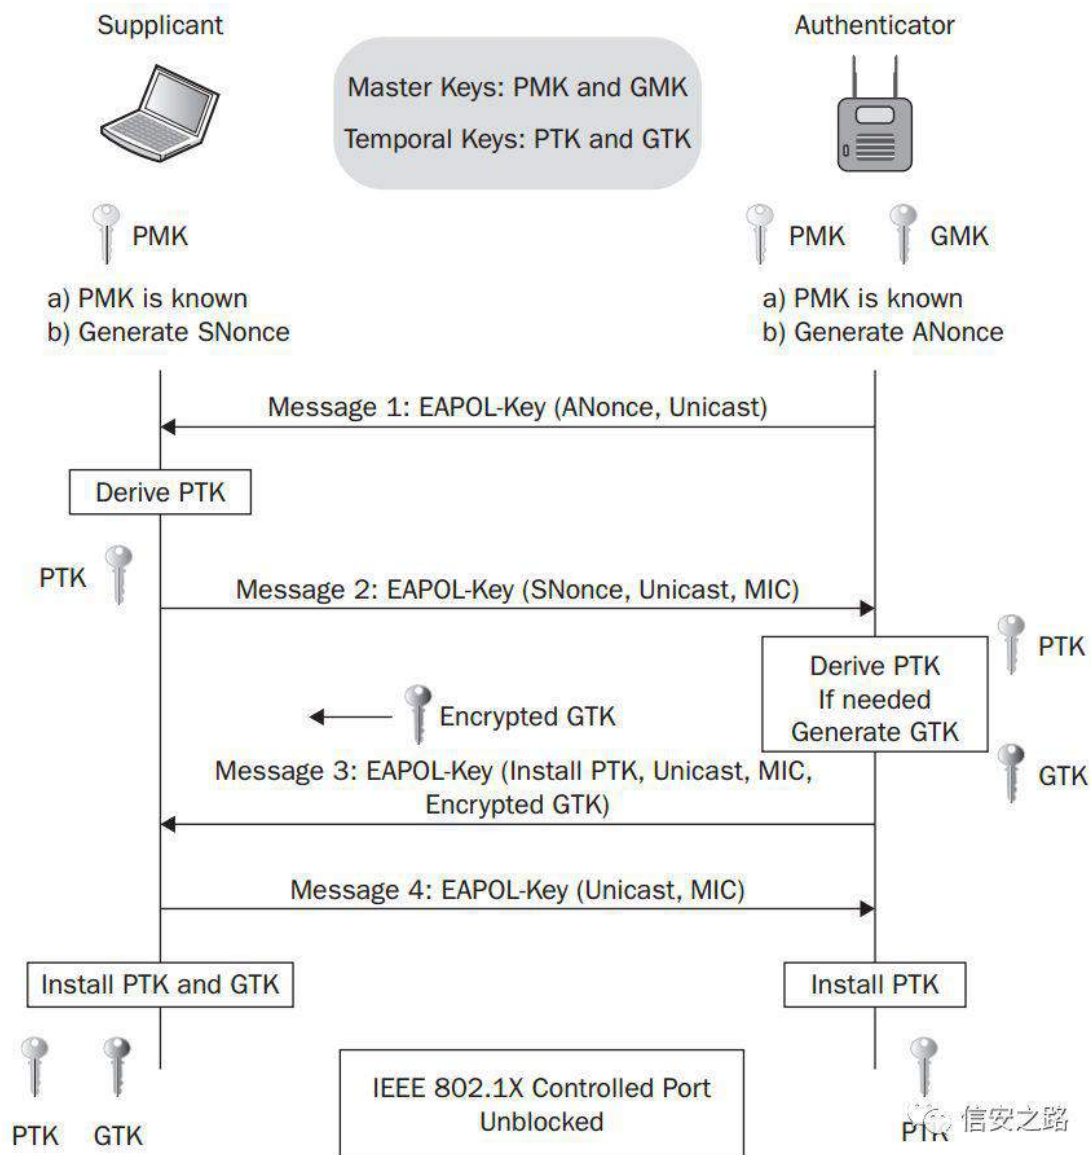 Supplicant
Authenticator
Master Keys: PMK and GMK
Temporal Keys: PTK and GTK
PMK
PMK
GMK
a) PMK is known
b) Generate SNonce
a) PMK is known
b) Generate ANonce
Message 1: EAPOL-Key (ANonce, Unicast)
Derive PTK
PTK
Message 2: EAPOL-Key (SNonce, Unicast, MIC)
PTK
Derive PTK
If needed
Generate GTK
Encrypted GTK
GTK
Message 3: EAPOL-Key (Install PTK, Unicast, MIC,
Encrypted GTK)
Message 4: EAPOL-Key (Unicast, MIC)
Install PTK and GTK
Install PTK
IEEE 802.1X Controlled Port
Unblocked
PTK
GTK
PTK
信安之路